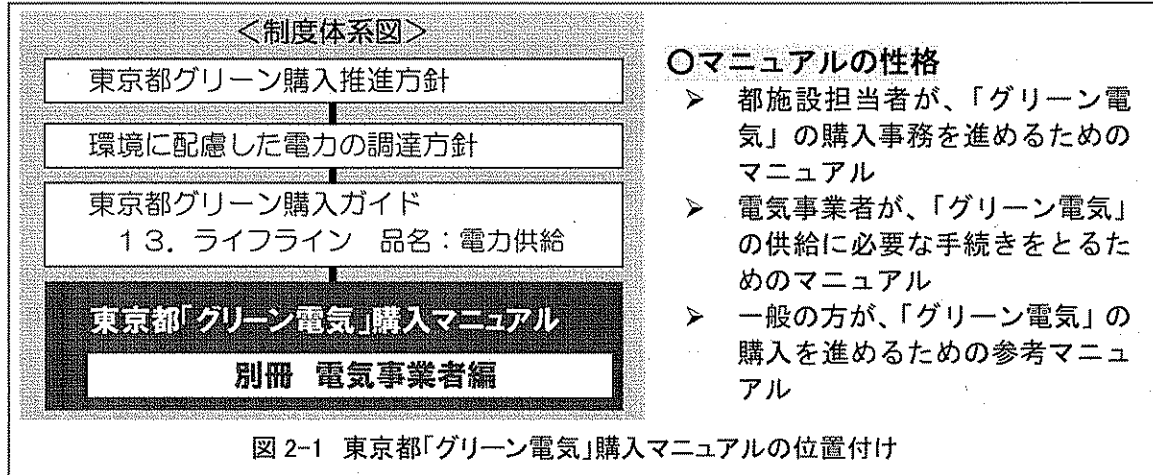 ＜制度体系図＞
東京都グリーン購入推進方針
環境に配慮した電力の調達方針
東京都グリーン購入ガイド
１３．ライフライン　品名：電力供給
東京都「グリーン電気」購入マニュアル
別冊　電気事業者編
○マニュアルの性格
➢ 都施設担当者が、「グリーン電
気」の購入事務を進めるための
マニュアル
➢ 電気事業者が、「グリーン電気」
の供給に必要な手続きをとるた
めのマニュアル
➢ 一般の方が、「グリーン電気」の
購入を進めるための参考マニュ
アル
図 2-1 東京都「グリーン電気」購入マニュアルの位置付け